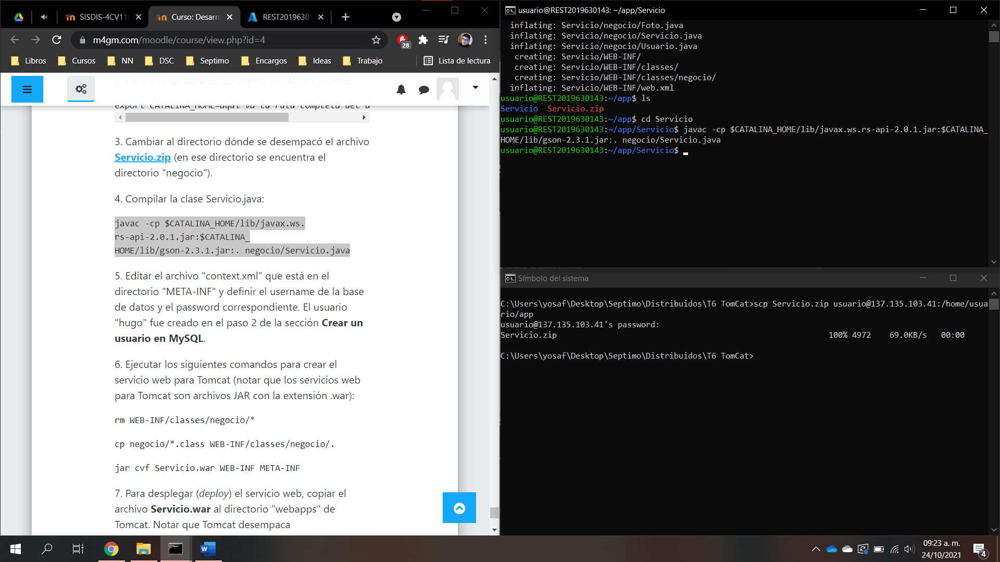 SISDIS-4CV11
Curso: Desarro
REST20196301
m4gm.com/moodle/course/view.php?id=4
28
Libros
Cursos
NN
DSC
Septimo
Encargos
Ideas
Trabajo
Lista de lectura
2. Definir la variable de ambiente CATALINA_HOME:
export CATALINA_HOME=aquí va la ruta completa del d
3. Cambiar al directorio dónde se desempacó el archivo
Servicio.zip (en ese directorio se encuentra el
directorio "negocio").
4. Compilar la clase Servicio.java:
javac -cp $CATALINA_HOME/lib/javax.ws.
rs-api-2.0.1.jar:$CATALINA_
HOME/lib/gson-2.3.1.jar:. negocio/Servicio.java
5. Editar el archivo "context.xml" que está en el
directorio "META-INF" y definir el username de la base
de datos y el password correspondiente. El usuario
"hugo" fue creado en el paso 2 de la sección Crear un
usuario en MySQL.
6. Ejecutar los siguientes comandos para crear el
servicio web para Tomcat (notar que los servicios web
para Tomcat son archivos JAR con la extensión .war):
rm WEB-INF/classes/negocio/*
cp negocio/*.class WEB-INF/classes/negocio/.
jar cvf Servicio.war WEB-INF META-INF
7. Para desplegar (deploy) el servicio web, copiar el
archivo Servicio.war al directorio "webapps" de
Tomcat. Notar que Tomcat desempaca
usuario@REST2019630143: ~/app/Servicio
inflating: Servicio/negocio/Foto.java
inflating: Servicio/negocio/Servicio.java
inflating: Servicio/negocio/Usuario.java
creating: Servicio/WEB-INF/
creating: Servicio/WEB-INF/classes/
creating: Servicio/WEB-INF/classes/negocio/
inflating: Servicio/WEB-INF/web.xml
usuario@REST2019630143:~/app$ ls
Servicio  Servicio.zip
usuario@REST2019630143:~/app$ cd Servicio
usuario@REST2019630143:~/app/Servicio$ javac -cp $CATALINA_HOME/lib/javax.ws.rs-api-2.0.1.jar:$CATALINA_
HOME/lib/gson-2.3.1.jar:. negocio/Servicio.java
usuario@REST2019630143:~/app/Servicio$
Símbolo del sistema
C:\Users\yosaf\Desktop\Septimo\Distribuidos\T6 TomCat>scp Servicio.zip usuario@137.135.103.41:/home/usua
rio/app
usuario@137.135.103.41's password:
Servicio.zip 100% 4972 69.0KB/s 00:00
C:\Users\yosaf\Desktop\Septimo\Distribuidos\T6 TomCat>
09:23 a. m.
24/10/2021
4